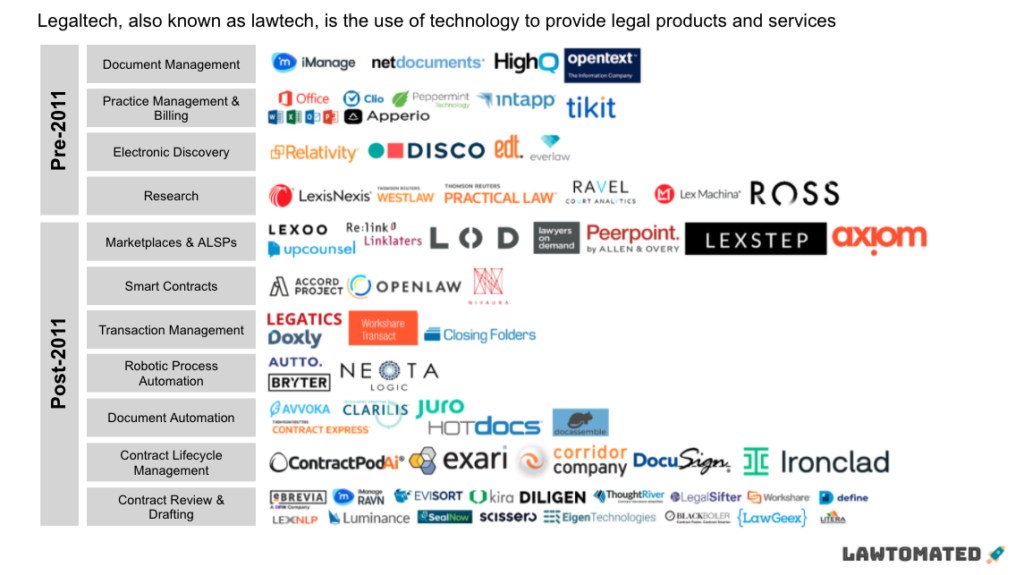 Legaltech, also known as lawtech, is the use of technology to provide legal products and services
Pre-2011
Document Management
iManage netdocuments HighQ opentext
The Information Company
Practice Management &
Billing
Office Clio Peppermint Technology intapp tikit
Apperio
Electronic Discovery
Relativity DISCO edt. everlaw
Research
LexisNexis THOMSON REUTERS WESTLAW THOMSON REUTERS PRACTICAL LAW RAVEL COURT ANALYTICS Lex Machina ROSS
Post-2011
Marketplaces & ALSPs
LEXOO Re:link Linklaters LOD lawyers on demand Peerpoint. by ALLEN & OVERY LEXSTEP axiom
upcounsel
Smart Contracts
ACCORD PROJECT OPENLAW NIVAURA
Transaction Management
LEGATICS Workshare Transact Closing Folders
Doxly
Robotic Process
Automation
AUTTO. NEOTA LOGIC
BRYTER
Document Automation
AVVOKA CLARILIS JURO
CONTRACT EXPRESS HOTDOCS docassemble
Contract Lifecycle
Management
ContractPodAi exari corridor company DocuSign Ironclad
Contract Review &
Drafting
eBREVIA iManage RAVN EVISORT kira DILIGEN ThoughtRiver LegalSifter Workshare define
LEXNLP Luminance SealNow scissero EigenTechnologies BLACKBOILER {LawGeex} LITERA
LAWTOMATED